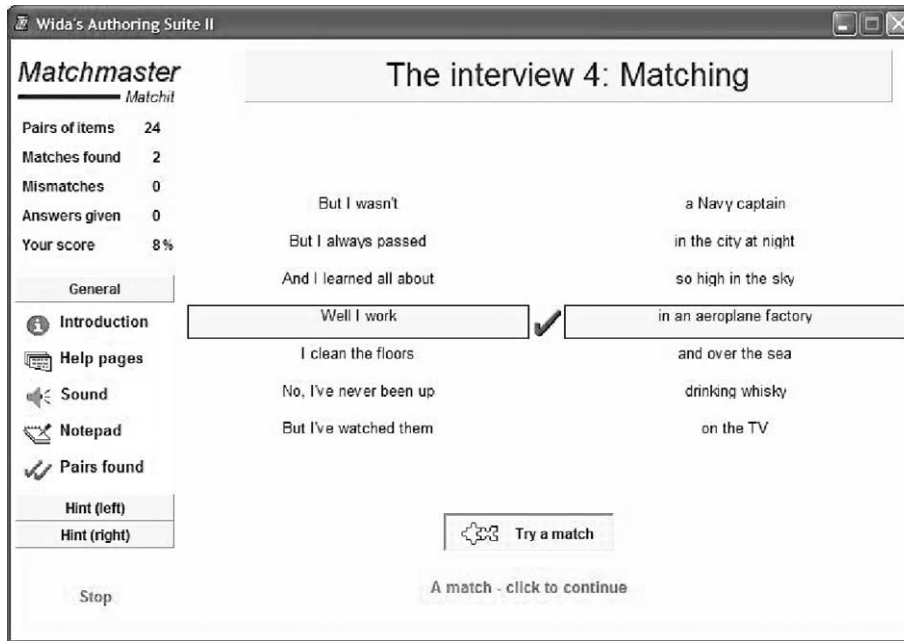 Wida's Authoring Suite II
Matchmaster
Matchit
The interview 4: Matching
Pairs of items 24
Matches found 2
Mismatches 0
Answers given 0
Your score 8%
General
Introduction
Help pages
Sound
Notepad
Pairs found
Hint (left)
Hint (right)
Stop
But I wasn't a Navy captain
But I always passed in the city at night
And I learned all about so high in the sky
Well I work in an aeroplane factory
I clean the floors and over the sea
No, I've never been up drinking whisky
But I've watched them on the TV
Try a match
A match - click to continue